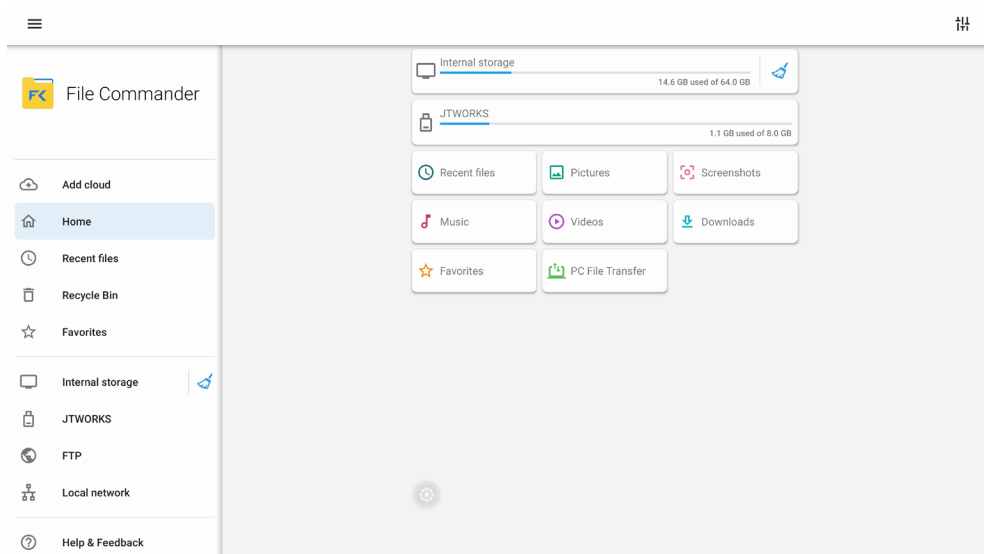 FC
File Commander
Add cloud
Home
Recent files
Recycle Bin
Favorites
Internal storage
JTWORKS
FTP
Local network
Help & Feedback
Internal storage
14.6 GB used of 64.0 GB
JTWORKS
1.1 GB used of 8.0 GB
Recent files
Pictures
Screenshots
Music
Videos
Downloads
Favorites
PC File Transfer